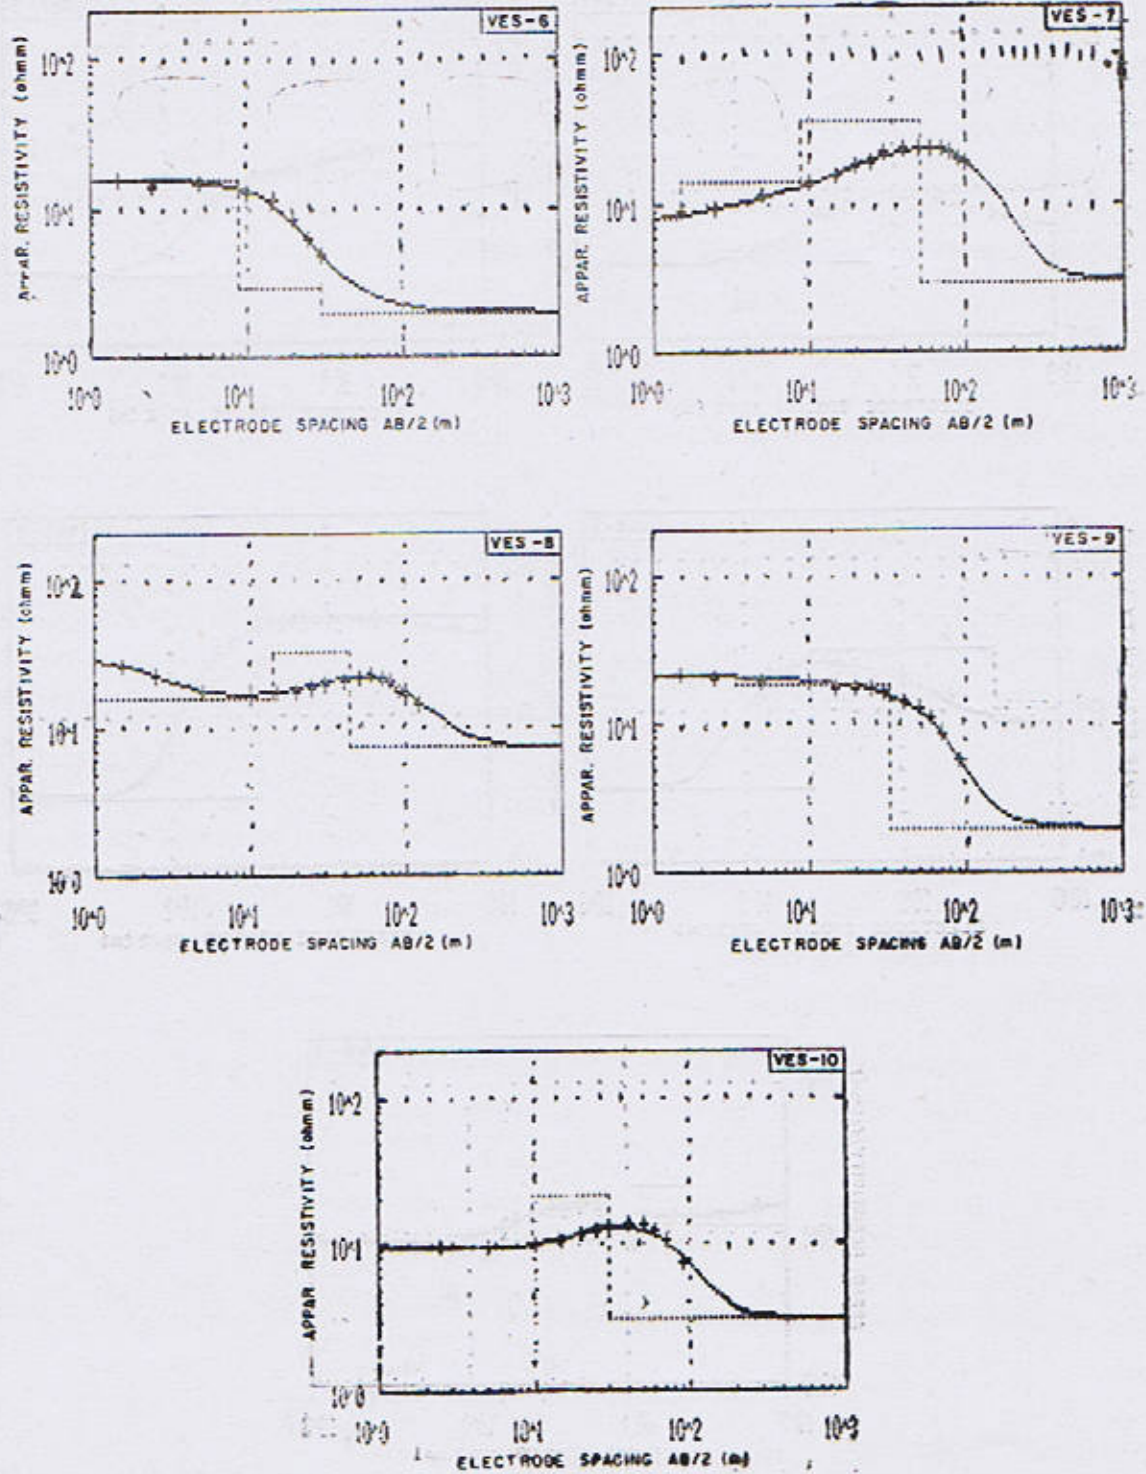 VES-6
APPAR. RESISTIVITY (ohmm)
10^2
10^1
10^0
10^0 10^1 10^2 10^3
ELECTRODE SPACING AB/2 (m)
VES-7
APPAR. RESISTIVITY (ohmm)
10^2
10^1
10^0
10^0 10^1 10^2 10^3
ELECTRODE SPACING AB/2 (m)
VES-8
APPAR. RESISTIVITY (ohmm)
10^2
10^1
10^0
10^0 10^1 10^2 10^3
ELECTRODE SPACING AB/2 (m)
VES-9
APPAR. RESISTIVITY (ohmm)
10^2
10^1
10^0
10^0 10^1 10^2 10^3
ELECTRODE SPACING AB/2 (m)
VES-10
APPAR. RESISTIVITY (ohmm)
10^2
10^1
10^0
10^0 10^1 10^2 10^3
ELECTRODE SPACING AB/2 (m)